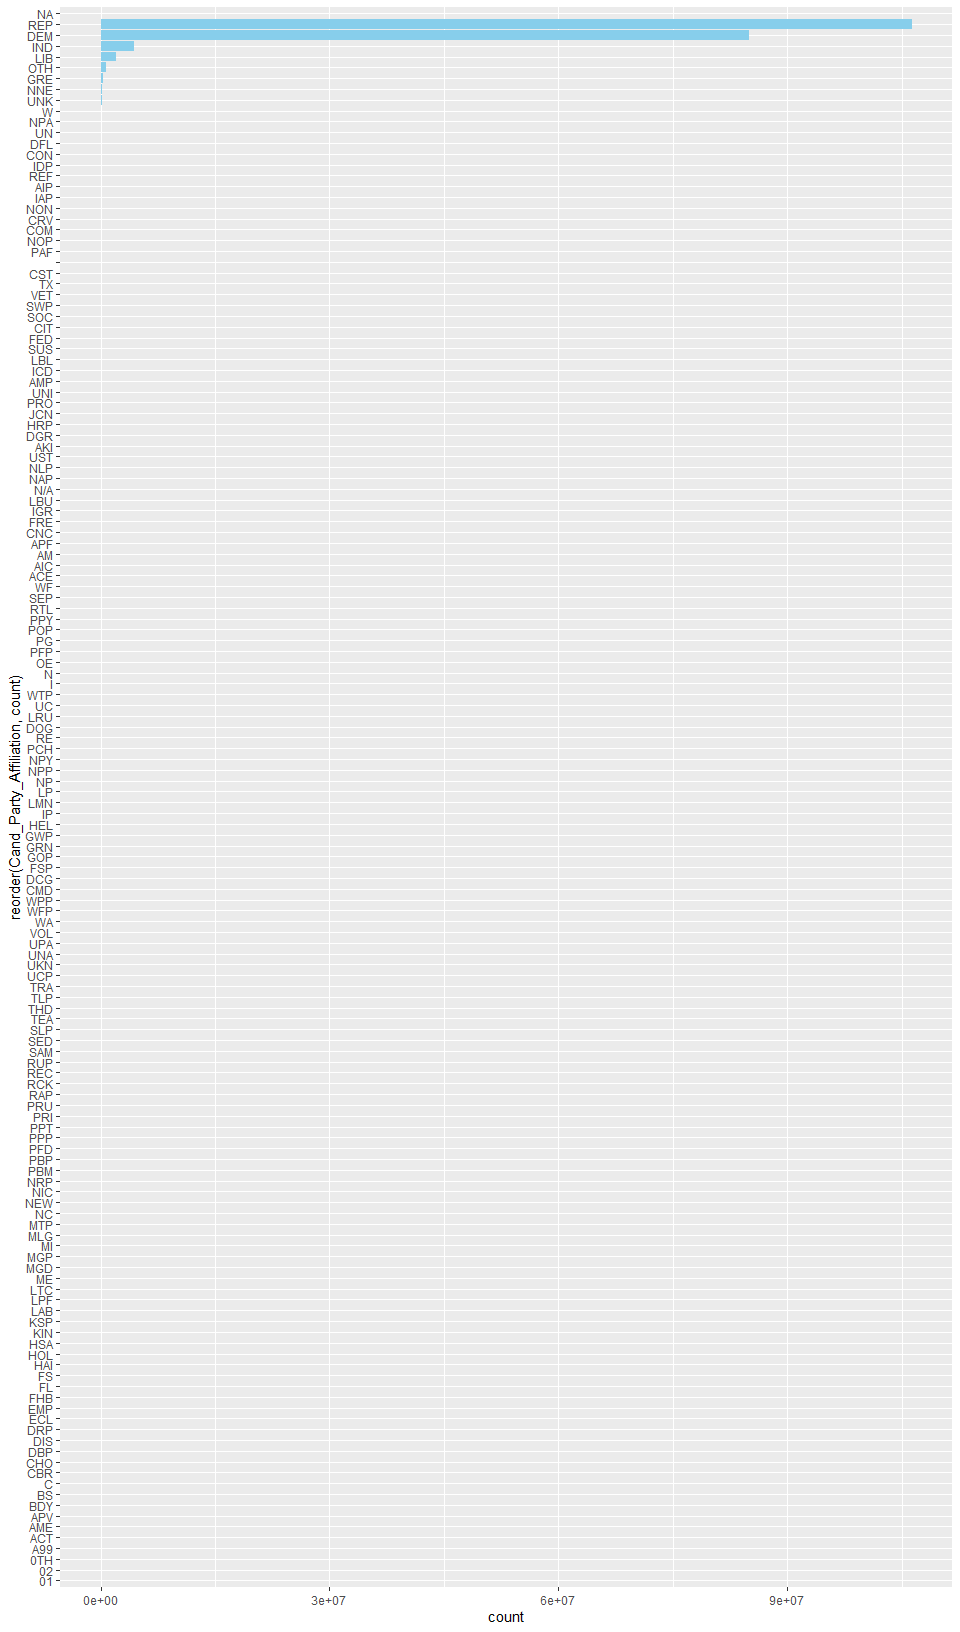 NA
REP
DEM
IND
LIB
OTH
GRE
NNE
UNK
W
NPA
UN
DFL
CON
IDP
REF
AIP
IAP
NON
CRV
COM
NOP
PAF
CST
TX
VET
SWP
SOC
CIT
FED
SUS
LBL
ICD
AMP
UNI
PRO
JCN
HRP
DGR
AKI
UST
NLP
NAP
N/A
LBU
IGR
FRE
CNC
APF
AM
AIC
ACE
WF
SEP
RTL
PPY
POP
PG
PFP
OE
N
I
WTP
UC
LRU
DOG
RE
PCH
NPY
NPP
NP
LP
LMN
IP
HEL
GWP
GRN
GOP
FSP
DCG
CMD
WPP
WFP
WA
VOL
UPA
UNA
UKN
UCP
TRA
TLP
THD
TEA
SLP
SED
SAM
RUP
REC
RCK
RAP
PRU
PRI
PPT
PPP
PFD
PBP
PBM
NRP
NIC
NEW
NC
MTP
MLG
MI
MGP
MGD
ME
LTC
LPF
LAB
KSP
KIN
HSA
HOL
HAI
FS
FL
FHB
EMP
ECL
DRP
DIS
DBP
CHO
CBR
C
BS
BDY
APV
AME
ACT
A99
0TH
02
01
reorder(Cand_Party_Affiliation, count)
0e+00 3e+07 6e+07 9e+07
count